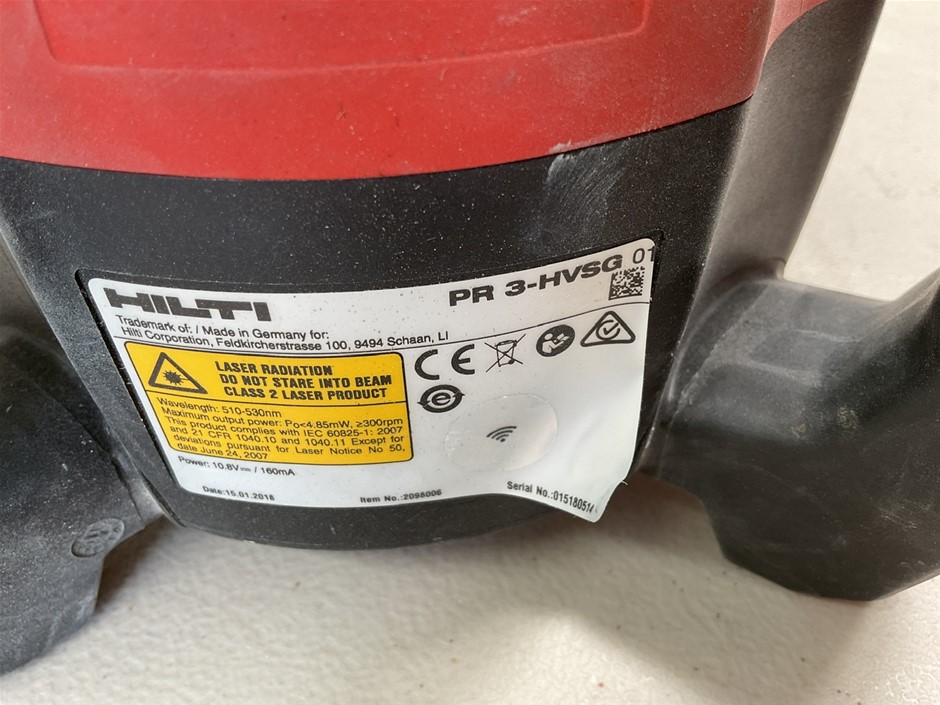 HILTI
PR 3-HVSG 01
Trademark of: / Made in Germany for:
Hilti Corporation, Feldkircherstrasse 100, 9494 Schaan, LI
LASER RADIATION
DO NOT STARE INTO BEAM
CLASS 2 LASER PRODUCT
Wavelength: 510-530nm
Maximum output power: Po<4.85mW, ≥300rpm
This product complies with IEC 60825-1: 2007
and 21 CFR 1040.10 and 1040.11 Except for
deviations pursuant for Laser Notice No 50,
date June 24, 2007
CE
e
Power: 10.8V⎓ / 160mA
Date:15.01.2016
Item No.:2098006
Serial No.:015180514